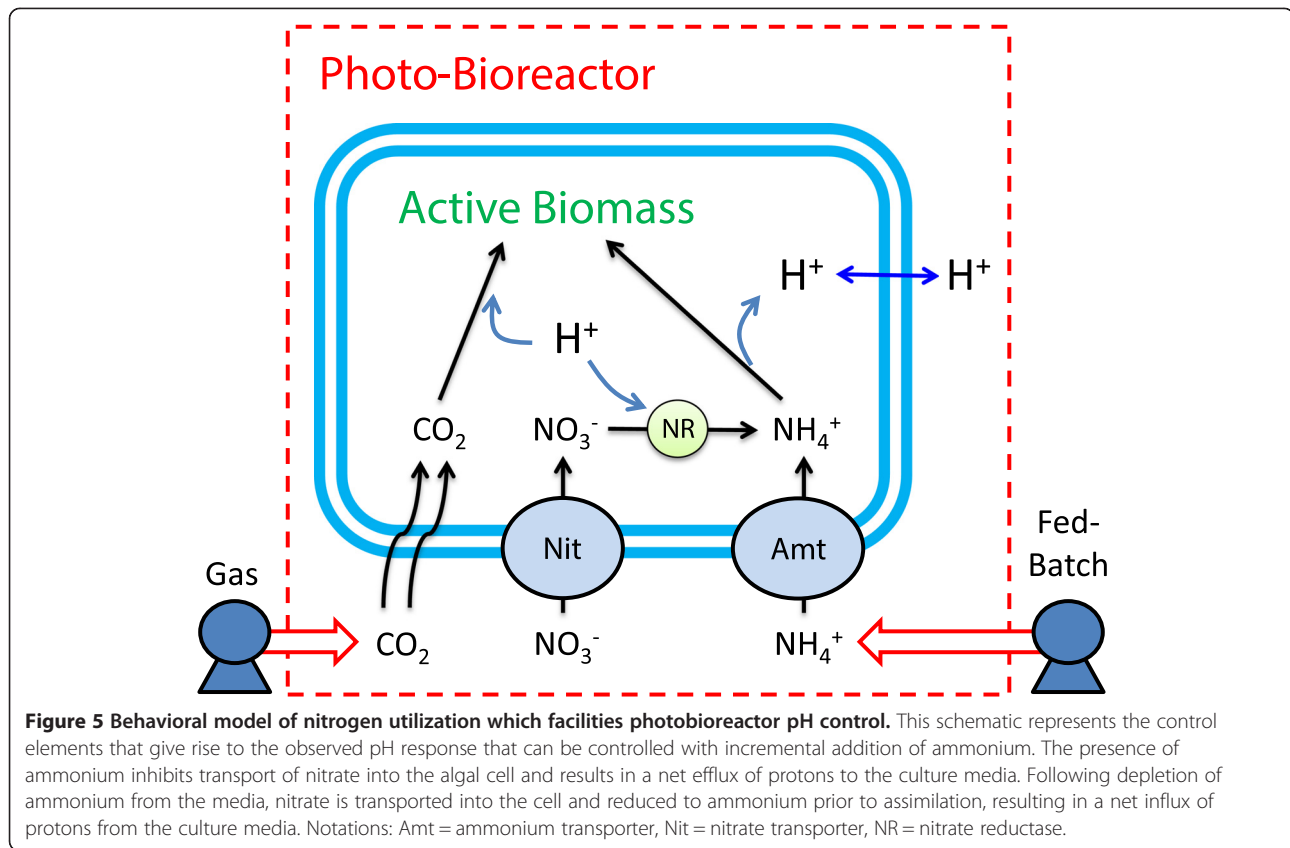 Photo-Bioreactor
Active Biomass
H⁺ H⁺
H⁺
CO₂ NO₃⁻ NR NH₄⁺
Nit Amt
Gas
Fed-
Batch
CO₂ NO₃⁻ NH₄⁺
Figure 5 Behavioral model of nitrogen utilization which facilities photobioreactor pH control. This schematic represents the control
elements that give rise to the observed pH response that can be controlled with incremental addition of ammonium. The presence of
ammonium inhibits transport of nitrate into the algal cell and results in a net efflux of protons to the culture media. Following depletion of
ammonium from the media, nitrate is transported into the cell and reduced to ammonium prior to assimilation, resulting in a net influx of
protons from the culture media. Notations: Amt = ammonium transporter, Nit = nitrate transporter, NR = nitrate reductase.